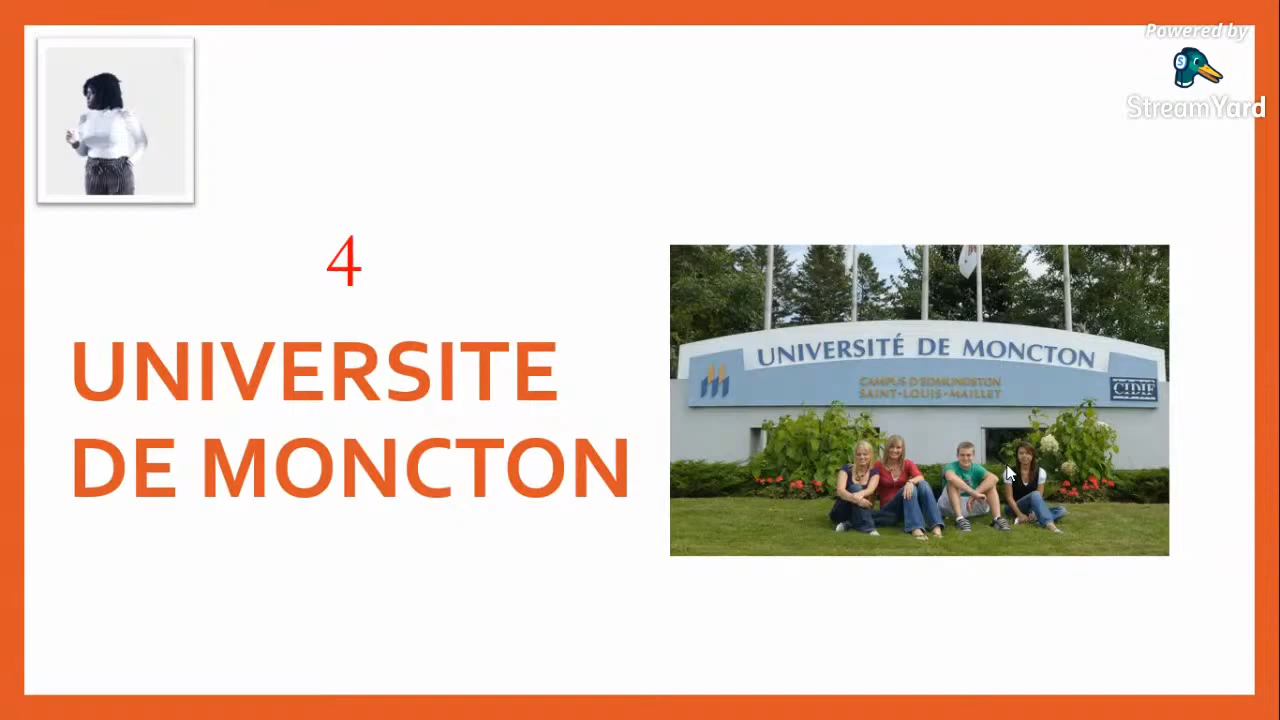 Powered by
StreamYard
4
UNIVERSITE
DE MONCTON
UNIVERSITÉ DE MONCTON
CAMPUS D'EDMUNDSTON
SAINT-LOUIS-MAILLET
CIDIF